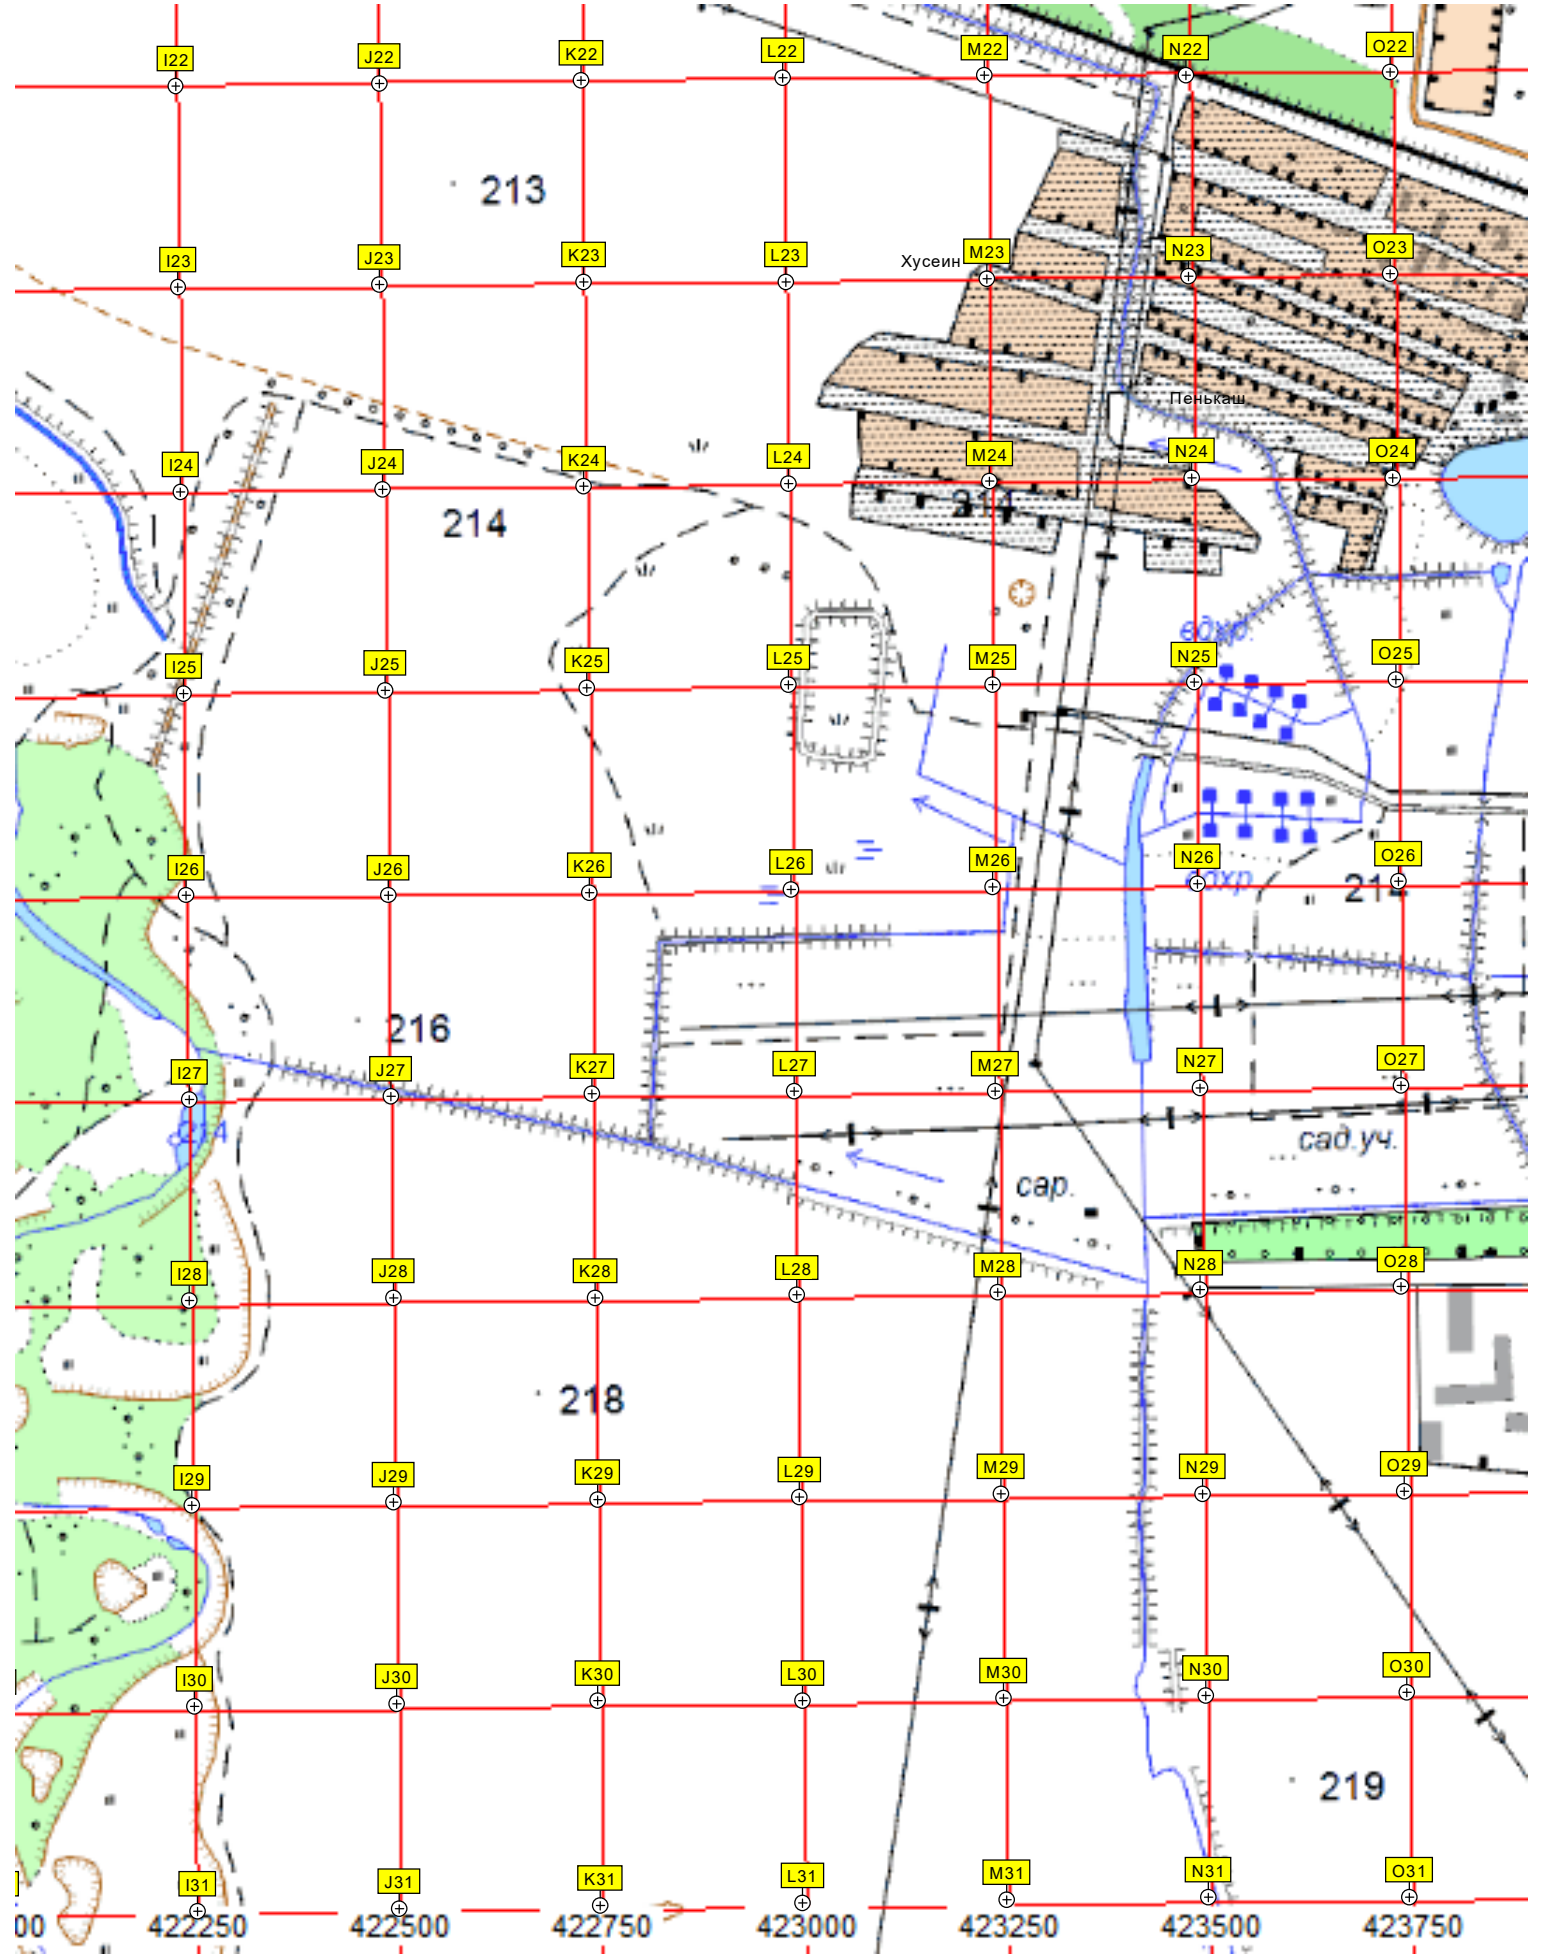 I22 J22 K22 L22 M22 N22 O22
213
I23 J23 K23 L23 Хусеин M23 N23 O23
Пенькаш
I24 J24 K24 L24 M24 N24 O24
214
I25 J25 K25 L25 M25 N25 O25
I26 J26 K26 L26 M26 N26 O26
216
I27 J27 K27 L27 M27 N27 O27
сад.уч.
сар.
I28 J28 K28 L28 M28 N28 O28
218
I29 J29 K29 L29 M29 N29 O29
I30 J30 K30 L30 M30 N30 O30
219
I31 J31 K31 L31 M31 N31 O31
00 422250 422500 422750 423000 423250 423500 423750